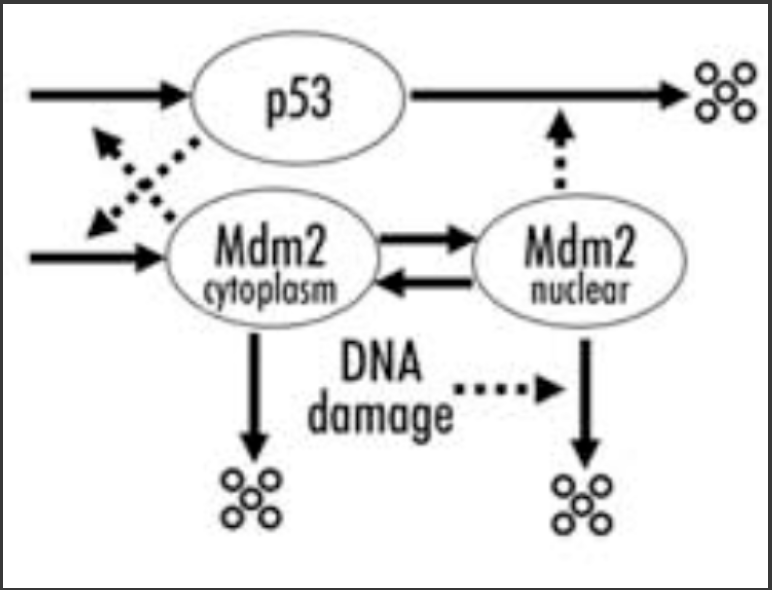 p53
Mdm2
cytoplasm
Mdm2
nuclear
DNA
damage